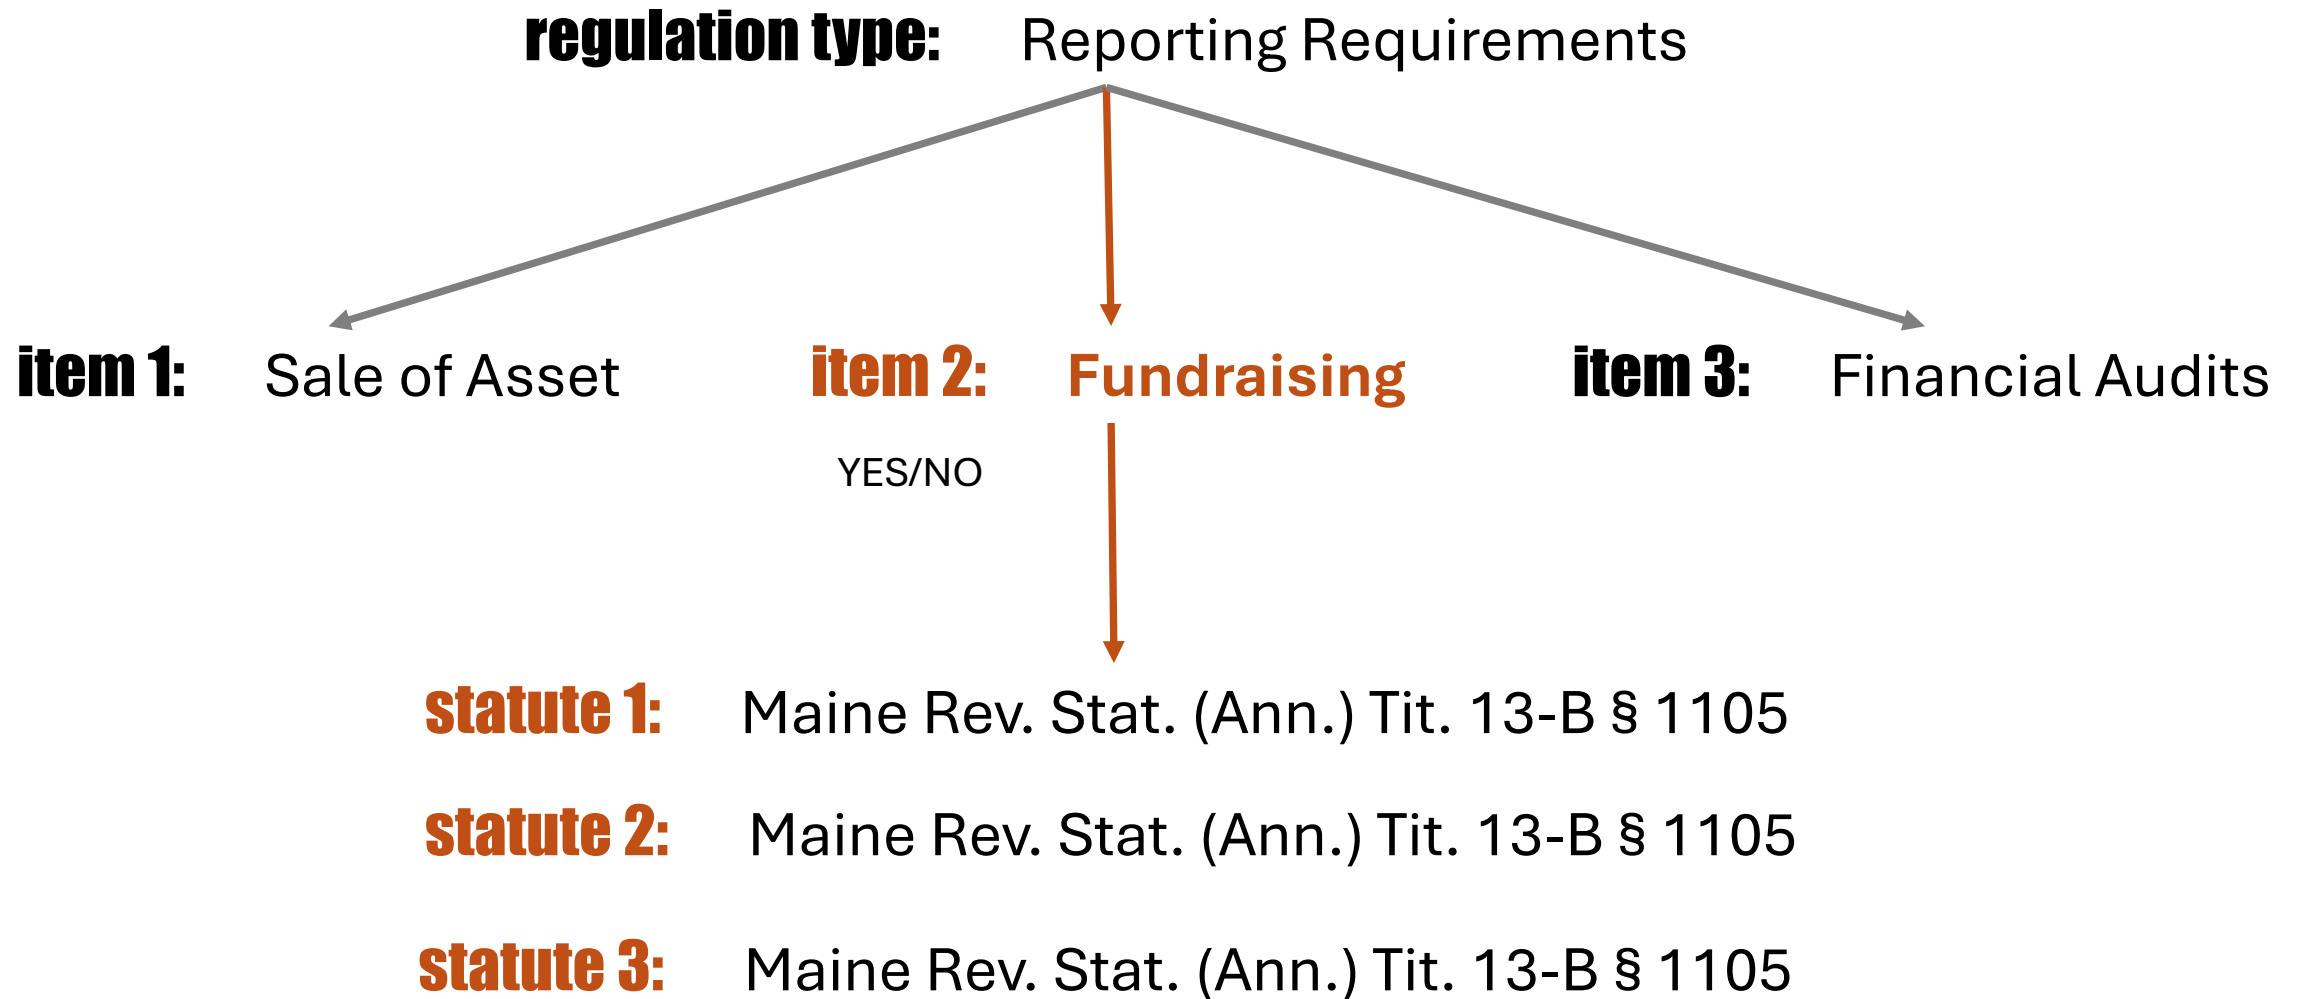 regulation type: Reporting Requirements
item 1: Sale of Asset
item 2: Fundraising
item 3: Financial Audits
YES/NO
statute 1: Maine Rev. Stat. (Ann.) Tit. 13-B § 1105
statute 2: Maine Rev. Stat. (Ann.) Tit. 13-B § 1105
statute 3: Maine Rev. Stat. (Ann.) Tit. 13-B § 1105